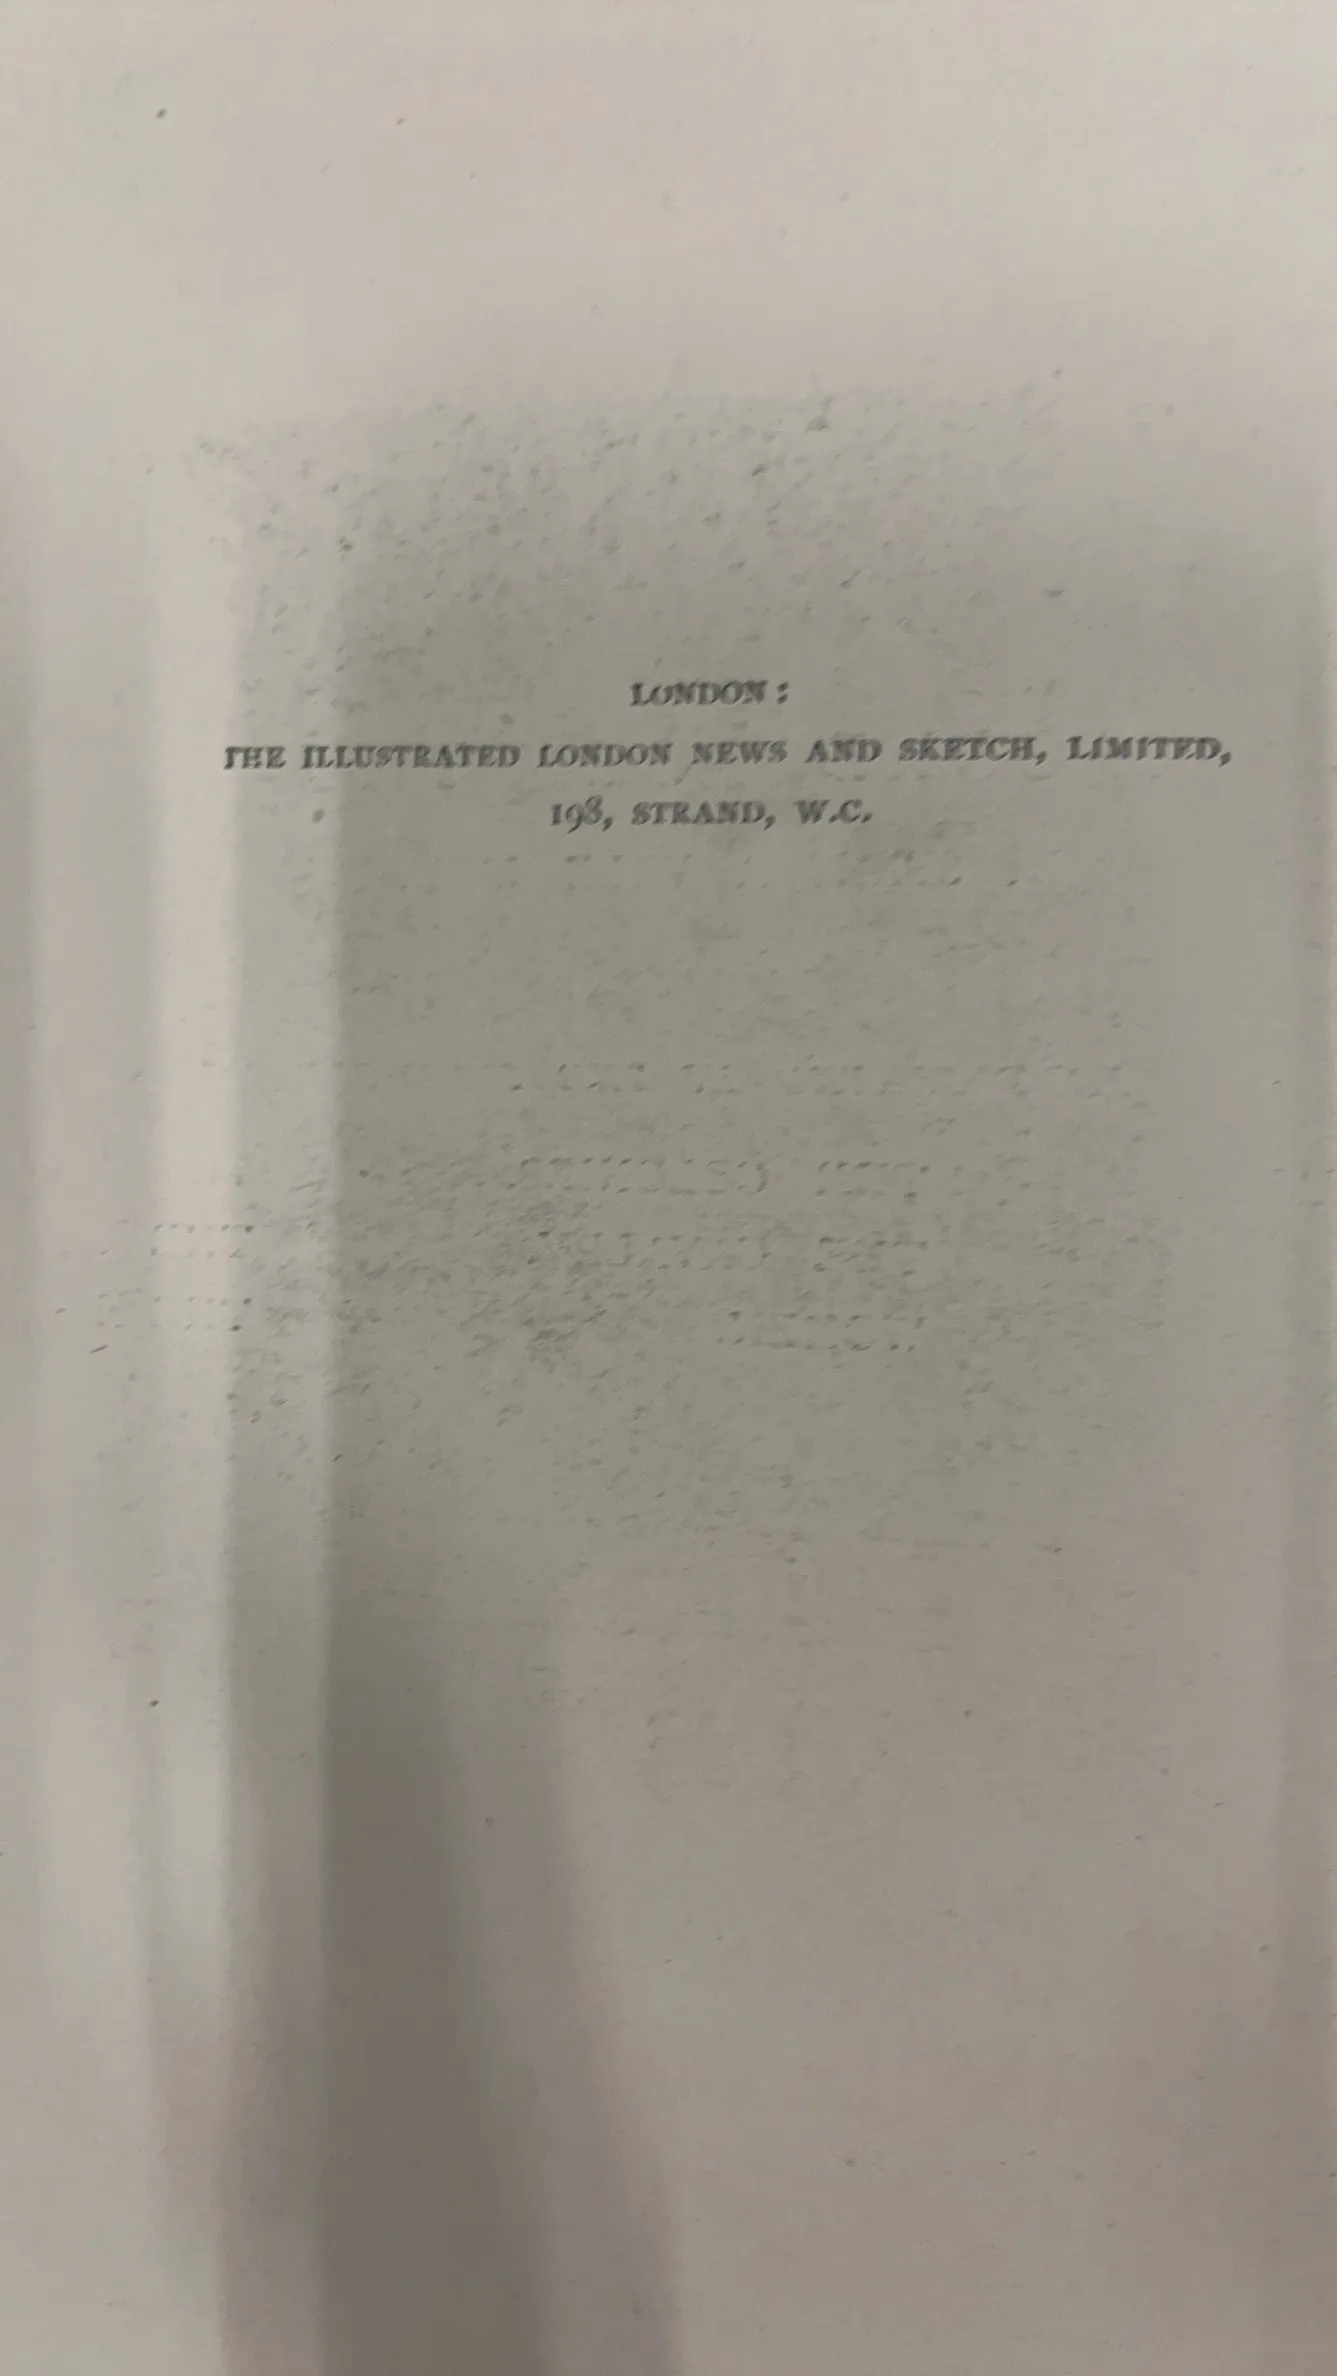 LONDON:
THE ILLUSTRATED LONDON NEWS AND SKETCH, LIMITED,
198, STRAND, W.C.